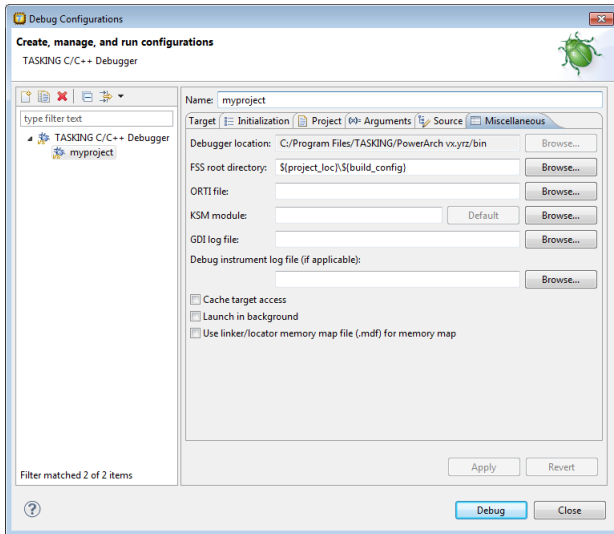 Debug Configurations
Create, manage, and run configurations
TASKING C/C++ Debugger
type filter text
TASKING C/C++ Debugger
myproject
Filter matched 2 of 2 items
Name: myproject
Target Initialization Project (x)= Arguments Source Miscellaneous
Debugger location: C:/Program Files/TASKING/PowerArch vx.yrz/bin Browse...
FSS root directory: ${project_loc}\${build_config} Browse...
ORTI file: Browse...
KSM module: Default Browse...
GDI log file: Browse...
Debug instrument log file (if applicable):
Browse...
Cache target access
Launch in background
Use linker/locator memory map file (.mdf) for memory map
Apply Revert
? Debug Close